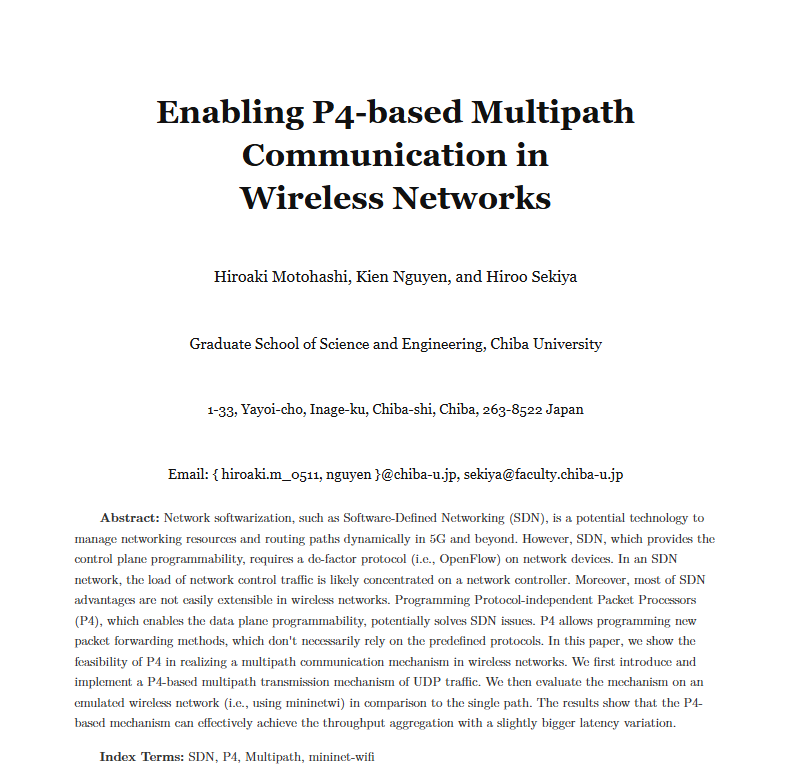 Enabling P4-based Multipath
Communication in
Wireless Networks
Hiroaki Motohashi, Kien Nguyen, and Hiroo Sekiya
Graduate School of Science and Engineering, Chiba University
1-33, Yayoi-cho, Inage-ku, Chiba-shi, Chiba, 263-8522 Japan
Email: { hiroaki.m_0511, nguyen }@chiba-u.jp, sekiya@faculty.chiba-u.jp
Abstract: Network softwarization, such as Software-Defined Networking (SDN), is a potential technology to
manage networking resources and routing paths dynamically in 5G and beyond. However, SDN, which provides the
control plane programmability, requires a de-factor protocol (i.e., OpenFlow) on network devices. In an SDN
network, the load of network control traffic is likely concentrated on a network controller. Moreover, most of SDN
advantages are not easily extensible in wireless networks. Programming Protocol-independent Packet Processors
(P4), which enables the data plane programmability, potentially solves SDN issues. P4 allows programming new
packet forwarding methods, which don't necessarily rely on the predefined protocols. In this paper, we show the
feasibility of P4 in realizing a multipath communication mechanism in wireless networks. We first introduce and
implement a P4-based multipath transmission mechanism of UDP traffic. We then evaluate the mechanism on an
emulated wireless network (i.e., using mininetwi) in comparison to the single path. The results show that the P4-
based mechanism can effectively achieve the throughput aggregation with a slightly bigger latency variation.
Index Terms: SDN, P4, Multipath, mininet-wifi